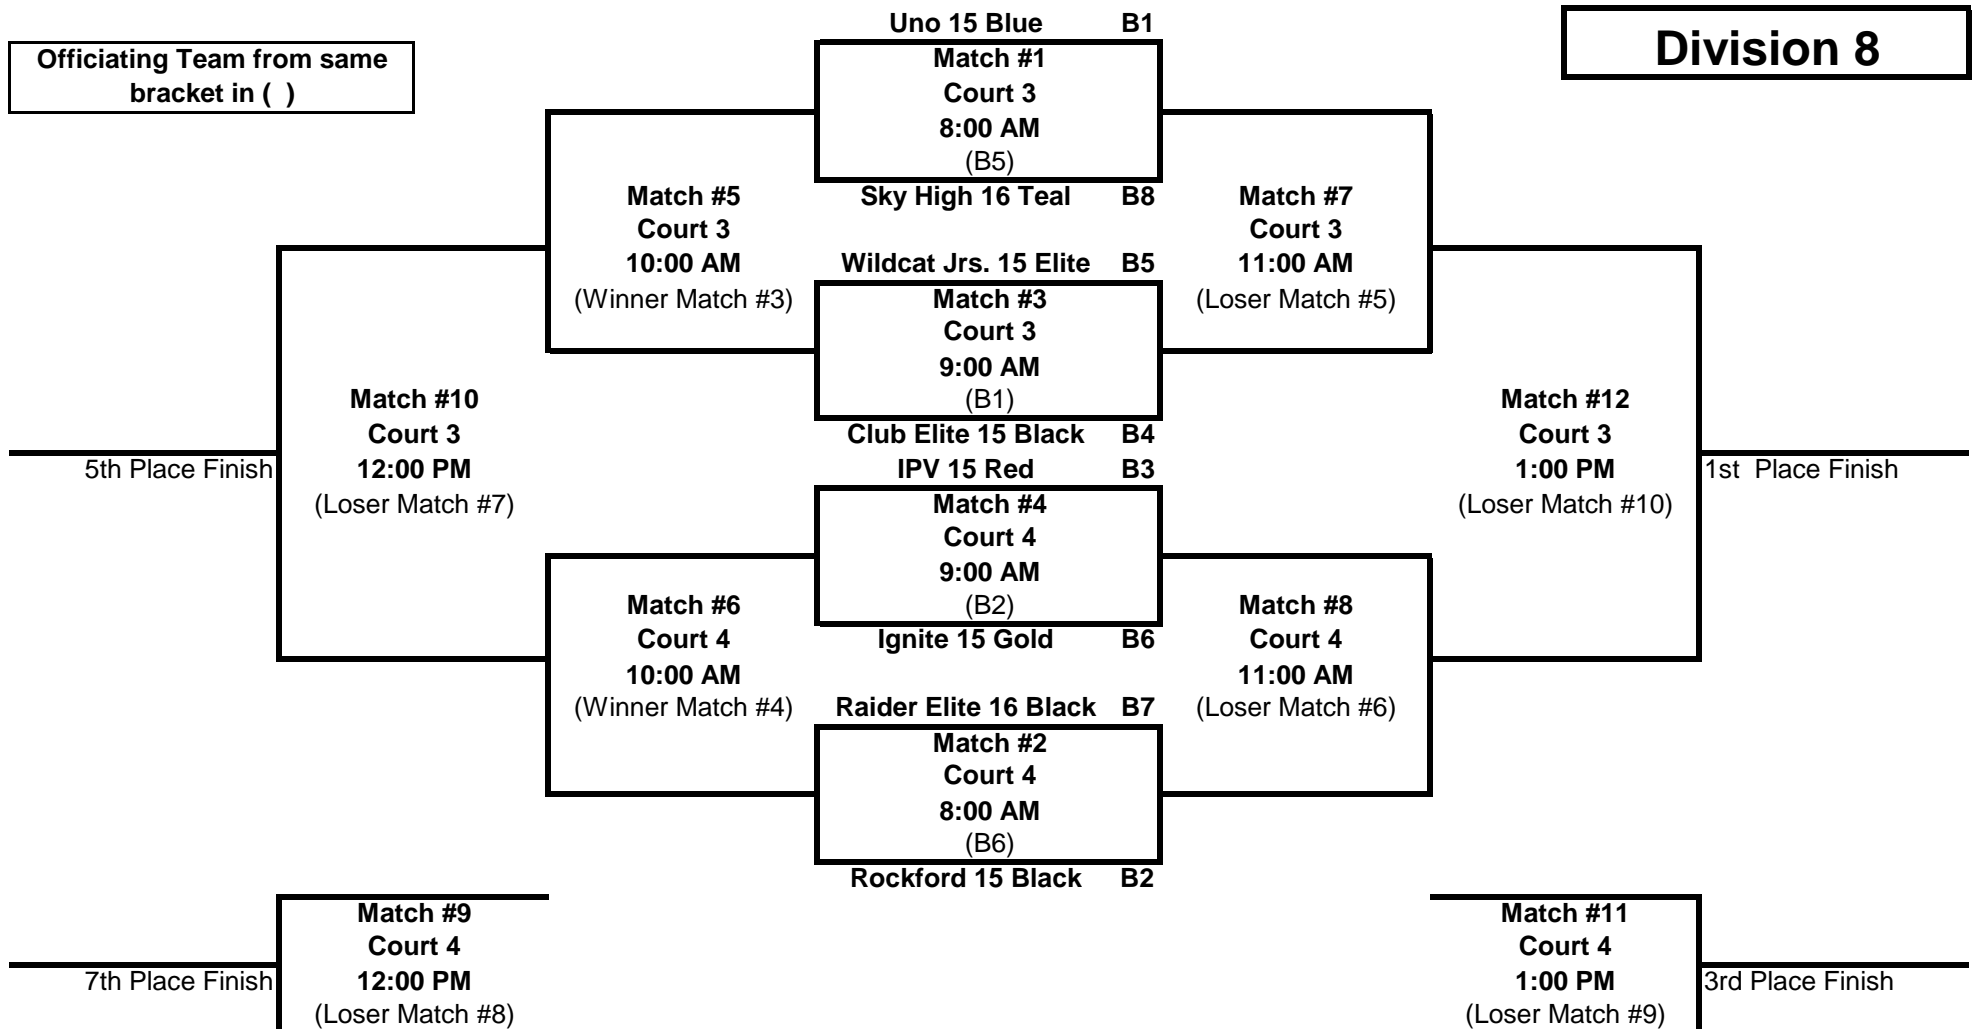 Uno 15 Blue B1
Division 8
Officiating Team from same
bracket in ( )
Match #1
Court 3
8:00 AM
(B5)
Sky High 16 Teal B8
Match #5
Court 3
10:00 AM
(Winner Match #3)
Match #7
Court 3
11:00 AM
(Loser Match #5)
Wildcat Jrs. 15 Elite B5
Match #3
Court 3
9:00 AM
(B1)
Club Elite 15 Black B4
Match #10
Court 3
12:00 PM
(Loser Match #7)
5th Place Finish
Match #12
Court 3
1:00 PM
(Loser Match #10)
1st  Place Finish
IPV 15 Red B3
Match #4
Court 4
9:00 AM
(B2)
Ignite 15 Gold B6
Match #6
Court 4
10:00 AM
(Winner Match #4)
Match #8
Court 4
11:00 AM
(Loser Match #6)
Raider Elite 16 Black B7
Match #2
Court 4
8:00 AM
(B6)
Rockford 15 Black B2
Match #9
Court 4
12:00 PM
(Loser Match #8)
7th Place Finish
Match #11
Court 4
1:00 PM
(Loser Match #9)
3rd Place Finish